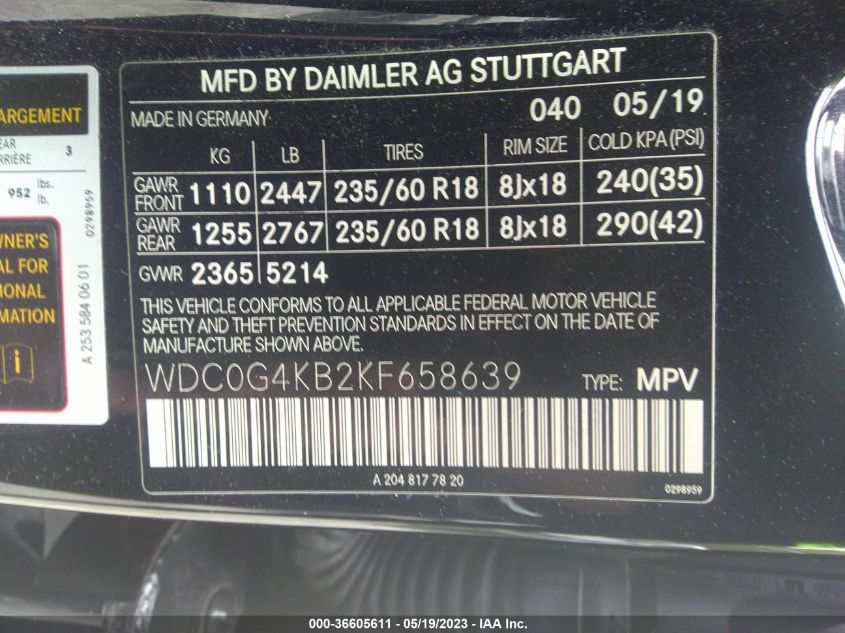 MFD BY DAIMLER AG STUTTGART
MADE IN GERMANY 040 05/19
KG LB TIRES RIM SIZE COLD KPA (PSI)
GAWR FRONT 1110 2447 235/60 R18 8Jx18 240(35)
GAWR REAR 1255 2767 235/60 R18 8Jx18 290(42)
GVWR 2365 5214
THIS VEHICLE CONFORMS TO ALL APPLICABLE FEDERAL MOTOR VEHICLE
SAFETY AND THEFT PREVENTION STANDARDS IN EFFECT ON THE DATE OF
MANUFACTURE SHOWN ABOVE.
WDC0G4KB2KF658639 TYPE: MPV
A 204 817 78 20
0298959
ARGEMENT
EAR
RRIÈRE 3
952 lbs.
lb.
0298959
WNER'S
AL FOR
IONAL
MATION
A 253 584 06 01
000-36605611 - 05/19/2023 - IAA Inc.